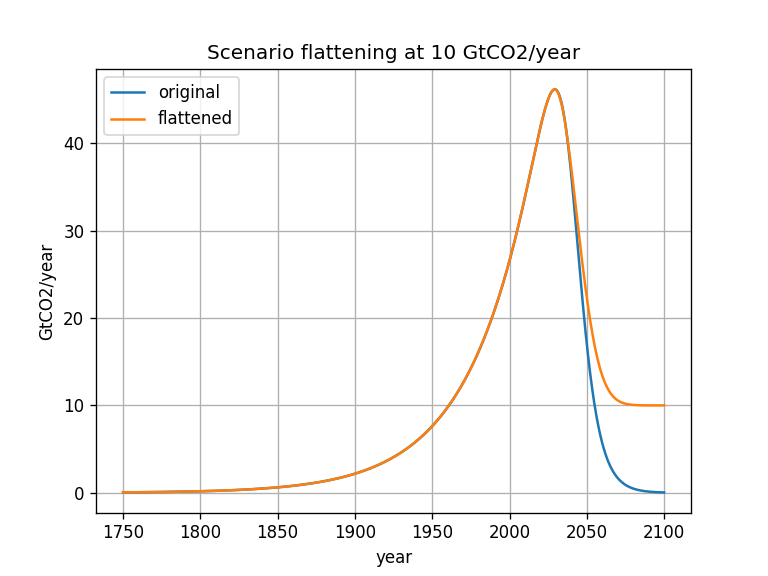 Scenario flattening at 10 GtCO2/year
original
flattened
GtCO2/year
40
30
20
10
0
1750 1800 1850 1900 1950 2000 2050 2100
year